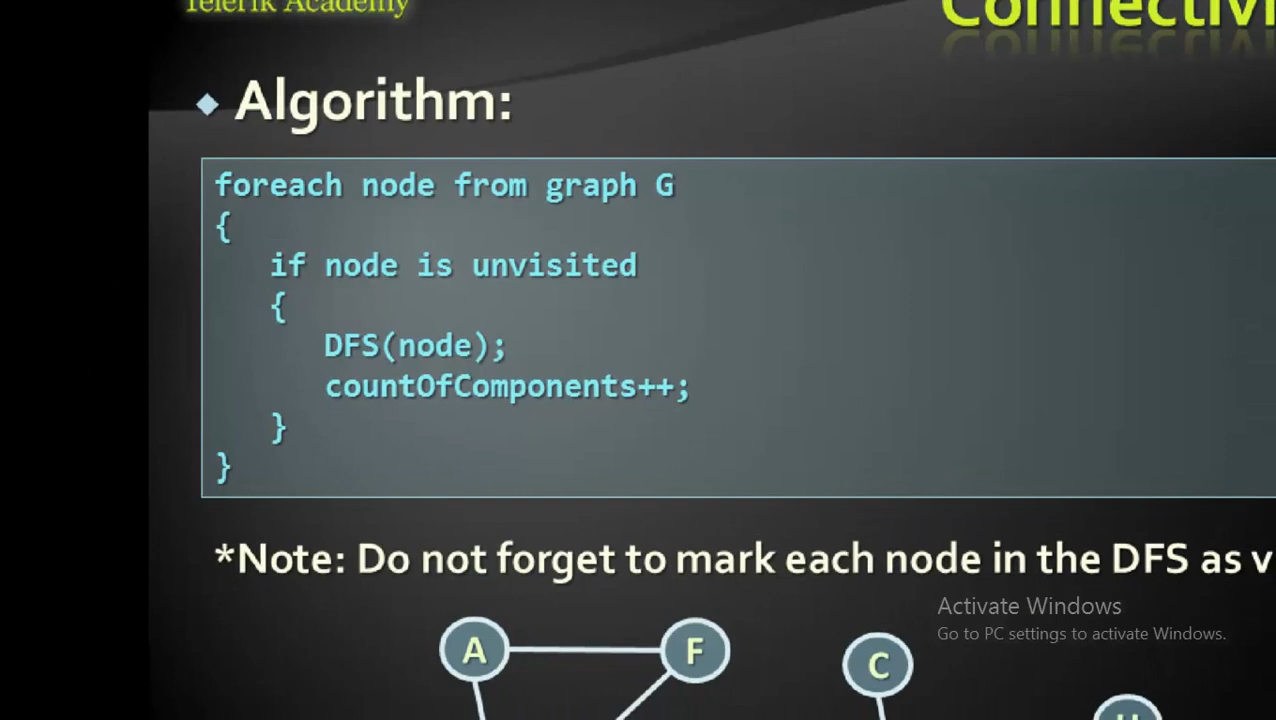 Telerik Academy
Algorithm:
foreach node from graph G
{
if node is unvisited
{
DFS(node);
countOfComponents++;
}
}
*Note: Do not forget to mark each node in the DFS as v
Activate Windows
Go to PC settings to activate Windows.
A F C